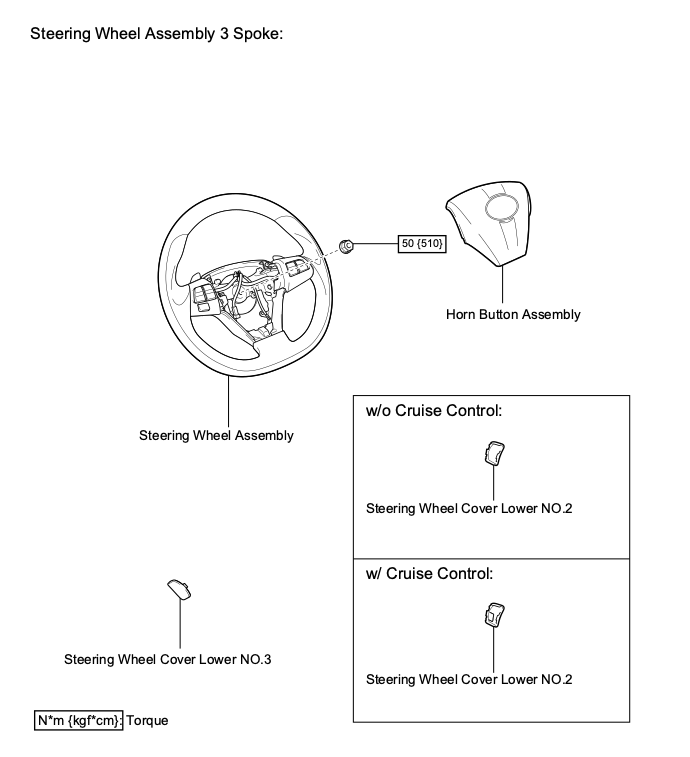 Steering Wheel Assembly 3 Spoke:
50 {510}
Horn Button Assembly
Steering Wheel Assembly
w/o Cruise Control:
Steering Wheel Cover Lower NO.2
w/ Cruise Control:
Steering Wheel Cover Lower NO.3
Steering Wheel Cover Lower NO.2
N*m {kgf*cm}: Torque